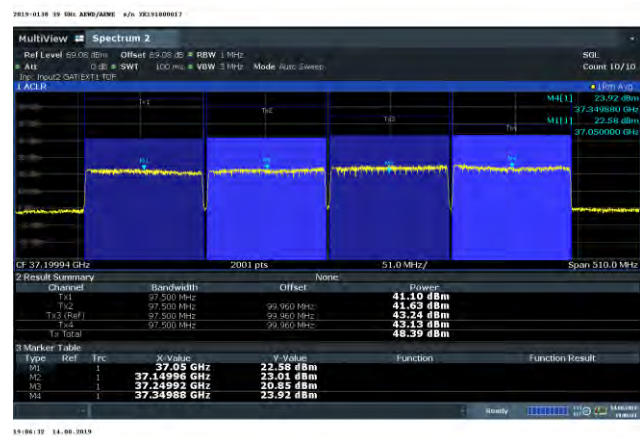 2019-0138 39 GHz AEWD/AEWE s/n YK191000017
MultiView Spectrum 2
Ref Level 69.08 dBm Offset 69.08 dB RBW 1 MHz SGL
Att 0 dB SWT 100 ms VBW 3 MHz Mode Auto Sweep Count 10/10
Inp: Input2 GAT:EXT1 TDF
1 ACLR 1Rm Avg
M4[1] 23.92 dBm
37.349880 GHz
M1[1] 22.58 dBm
37.050000 GHz
Tx1
Tx2
Tx3
Tx4
M1
M2
M3
M4
CF 37.19994 GHz 2001 pts 51.0 MHz/ Span 510.0 MHz
2 Result Summary None
Channel Bandwidth Offset Power
Tx1 97.500 MHz 41.10 dBm
Tx2 97.500 MHz 99.960 MHz 41.63 dBm
Tx3 (Ref) 97.500 MHz 99.960 MHz 43.24 dBm
Tx4 97.500 MHz 99.960 MHz 43.13 dBm
Tx Total 48.39 dBm
3 Marker Table
Type Ref Trc X-Value Y-Value Function Function Result
M1 1 37.05 GHz 22.58 dBm
M2 1 37.14996 GHz 23.01 dBm
M3 1 37.24992 GHz 20.85 dBm
M4 1 37.34988 GHz 23.92 dBm
Ready
19:06:32 14.08.2019